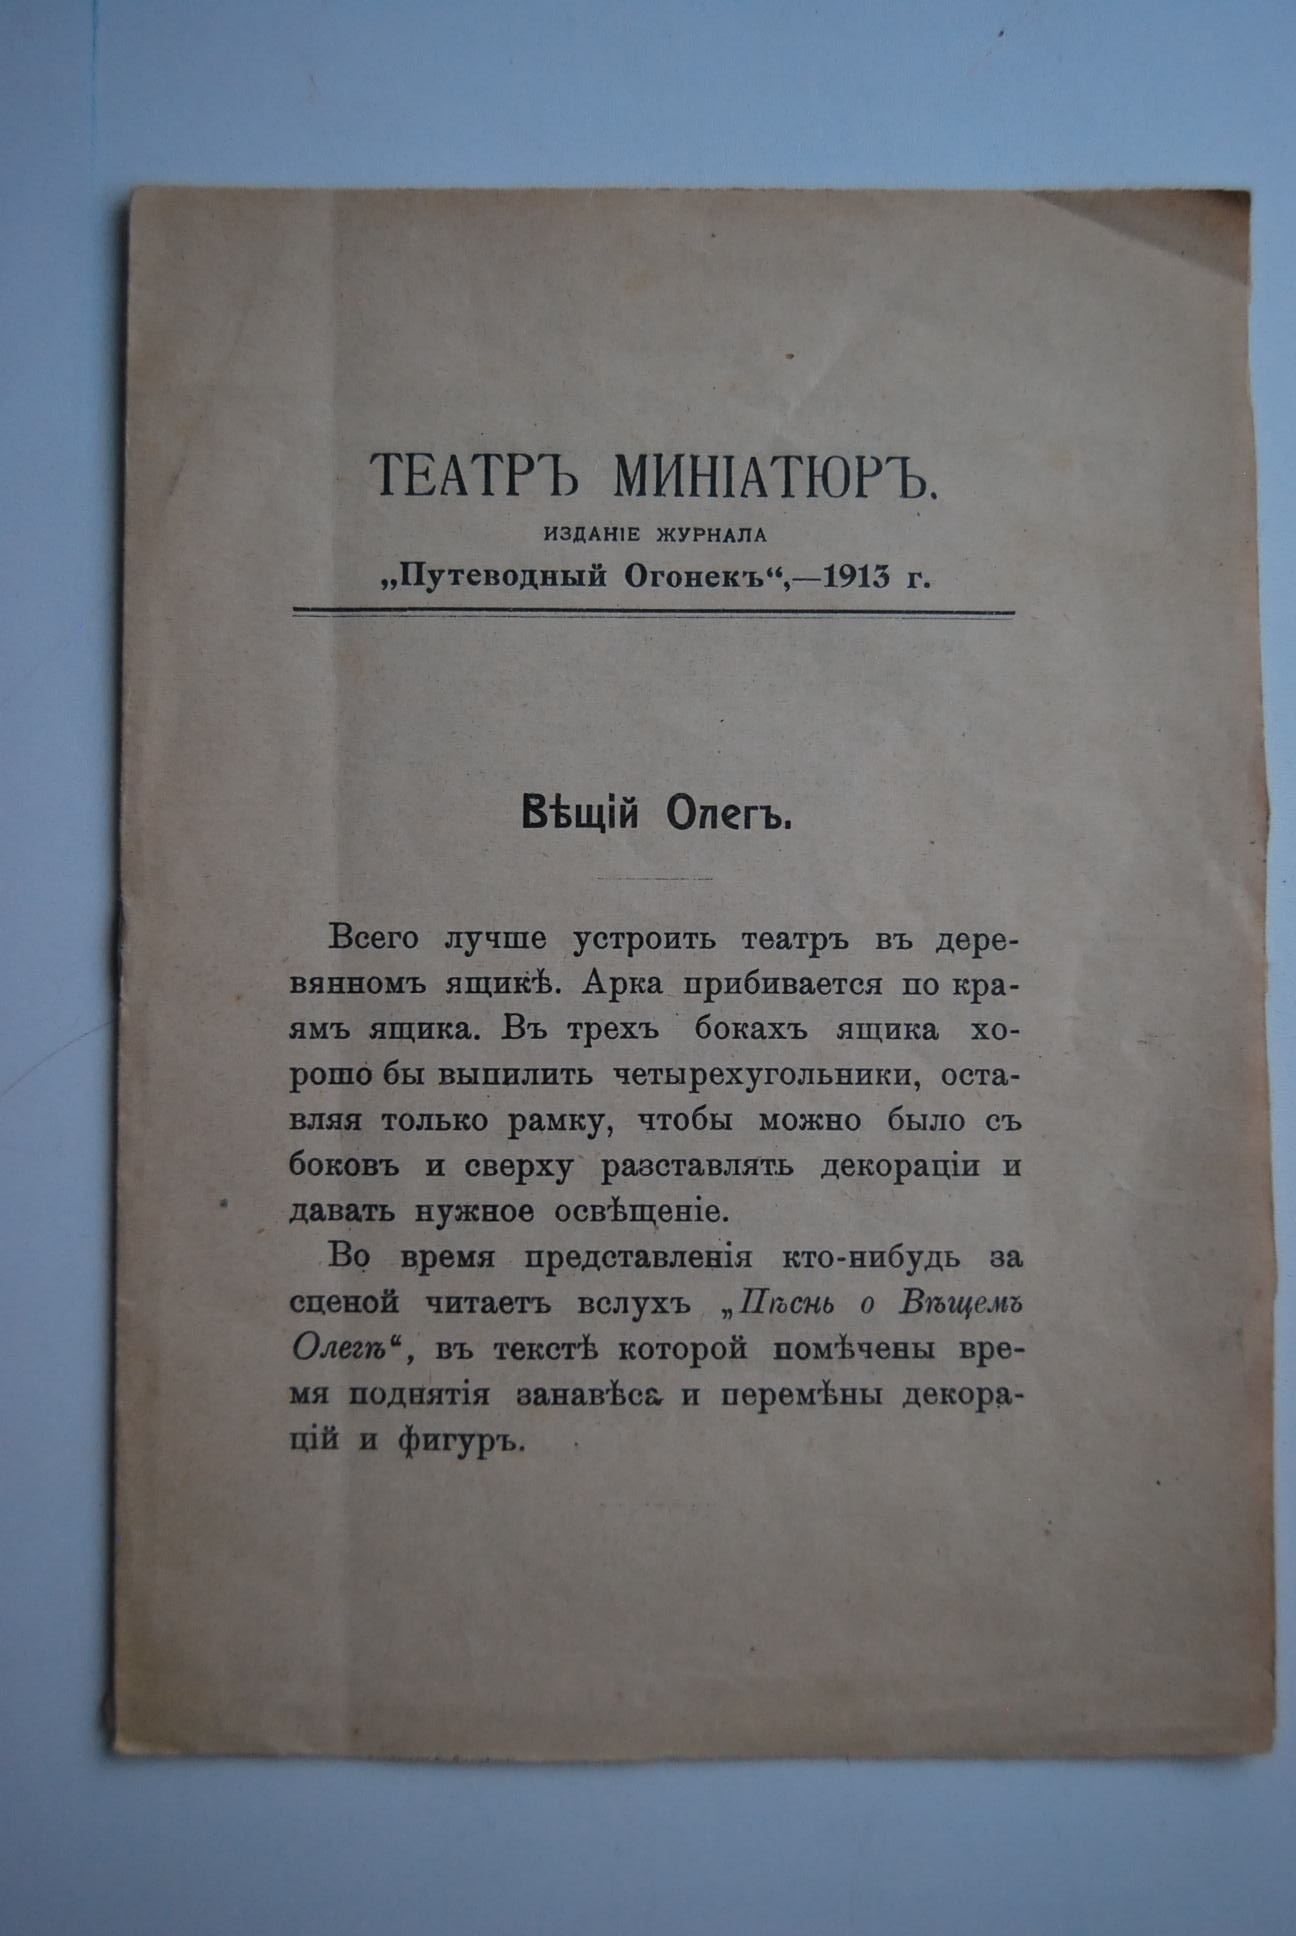 ТЕАТРЪ МИНІАТЮРЪ.
ИЗДАНІЕ ЖУРНАЛА
„Путеводный Огонекъ“,—1913 г.
Вѣщій Олегъ.
Всего лучше устроить театръ въ дере-
вянномъ ящикѣ. Арка прибивается по кра-
ямъ ящика. Въ трехъ бокахъ ящика хо-
рошо бы выпилить четырехугольники, оста-
вляя только рамку, чтобы можно было съ
боковъ и сверху разставлять декораціи и
давать нужное освѣщеніе.
Во время представленія кто-нибудь за
сценой читаетъ вслухъ „Пѣснь о Вѣщемъ
Олегѣ“, въ текстѣ которой помѣчены вре-
мя поднятія занавѣса и перемѣны декора-
цій и фигуръ.